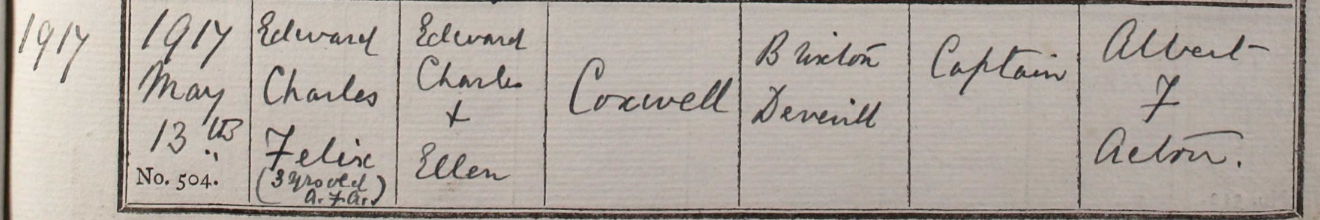 1917
1917
May
13th
No. 504.
Edward
Charles
Felix
(3 yrs old
A.F.A.)
Edward
Charles
+
Ellen
Coxwell
Brixton
Deverill
Captain
Albert
F
Acton.